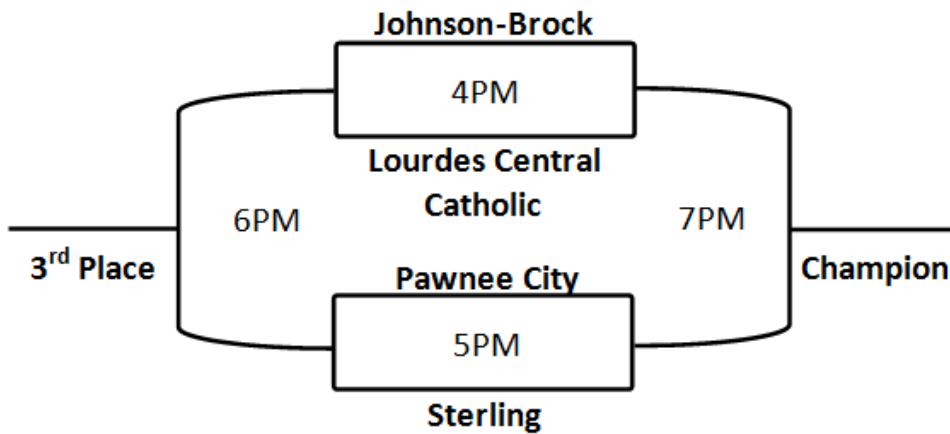 Johnson-Brock
4PM
Lourdes Central
Catholic
6PM
7PM
3rd Place
Champion
Pawnee City
5PM
Sterling